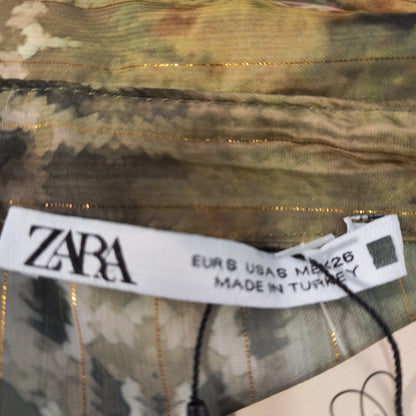 ZARA
EUR S USA S MEX 26
MADE IN TURKEY